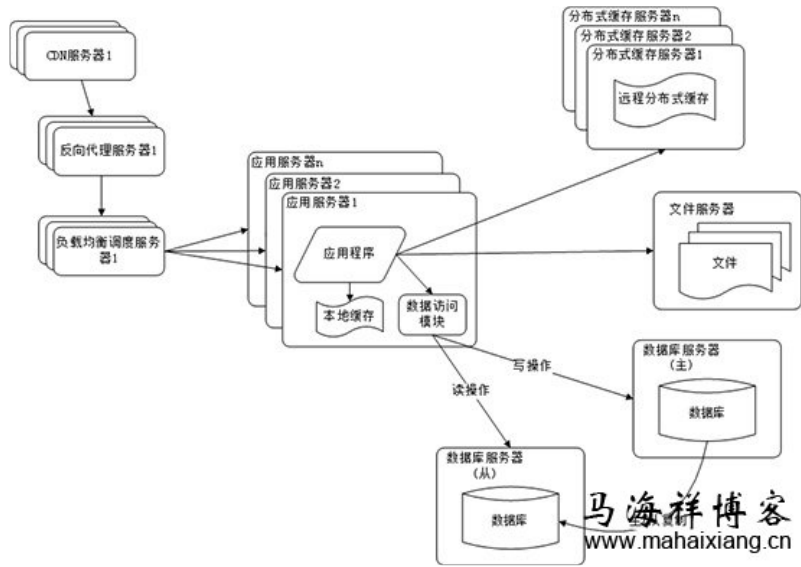 CDN服务器1
反向代理服务器1
负载均衡调度服务
器1
应用服务器n
应用服务器2
应用服务器1
应用程序
本地缓存
数据访问
模块
分布式缓存服务器n
分布式缓存服务器2
分布式缓存服务器1
远程分布式缓存
文件服务器
文件
写操作
读操作
数据库服务器
(主)
数据库
数据库服务器
(从)
数据库
马海祥博客
www.mahaixiang.cn